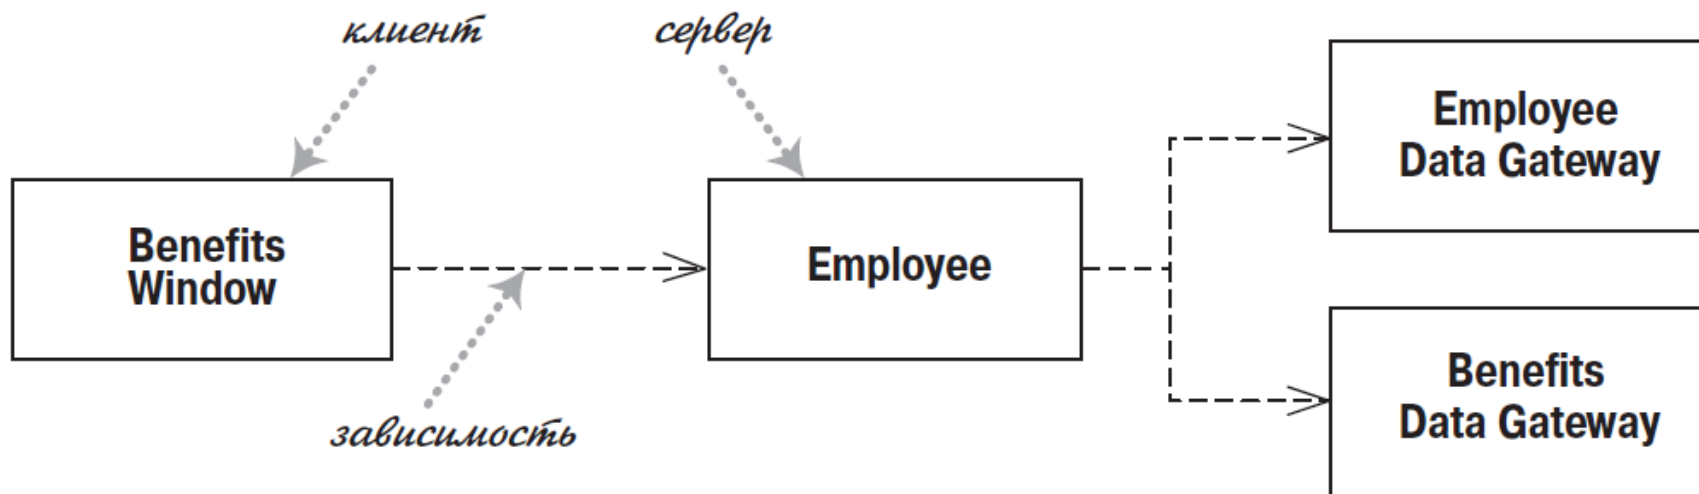 клиент
сервер
Benefits
Window
Employee
Employee
Data Gateway
Benefits
Data Gateway
зависимость